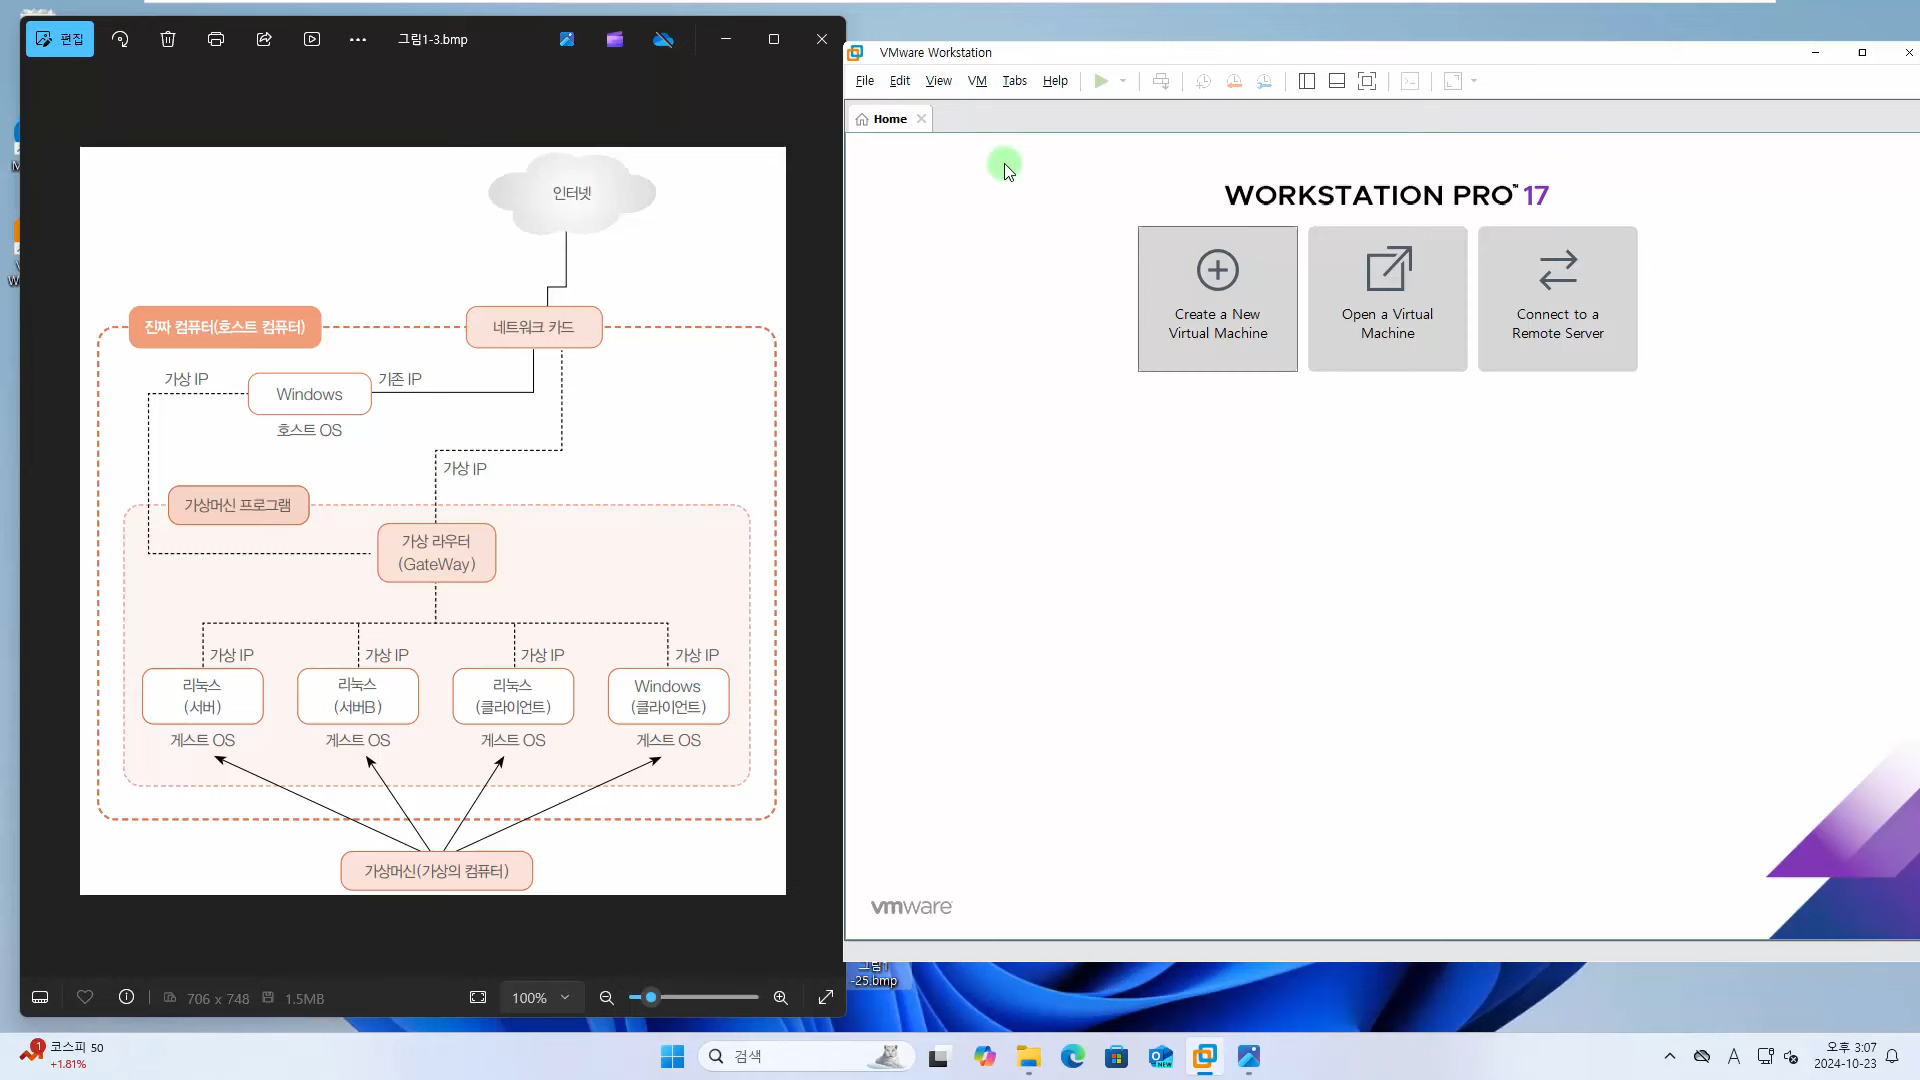 편집
그림1-3.bmp
인터넷
진짜 컴퓨터(호스트 컴퓨터)
네트워크 카드
가상 IP
Windows
기존 IP
호스트 OS
가상 IP
가상머신 프로그램
가상 라우터
(GateWay)
가상 IP
가상 IP
가상 IP
가상 IP
리눅스
(서버)
리눅스
(서버B)
리눅스
(클라이언트)
Windows
(클라이언트)
게스트 OS
게스트 OS
게스트 OS
게스트 OS
가상머신(가상의 컴퓨터)
706 x 748
1.5MB
100%
VMware Workstation
File Edit View VM Tabs Help
Home
WORKSTATION PRO™ 17
Create a New
Virtual Machine
Open a Virtual
Machine
Connect to a
Remote Server
vmware
그림1
-25.bmp
1
코스피 50
+1.81%
검색
NEW
A
오후 3:07
2024-10-23